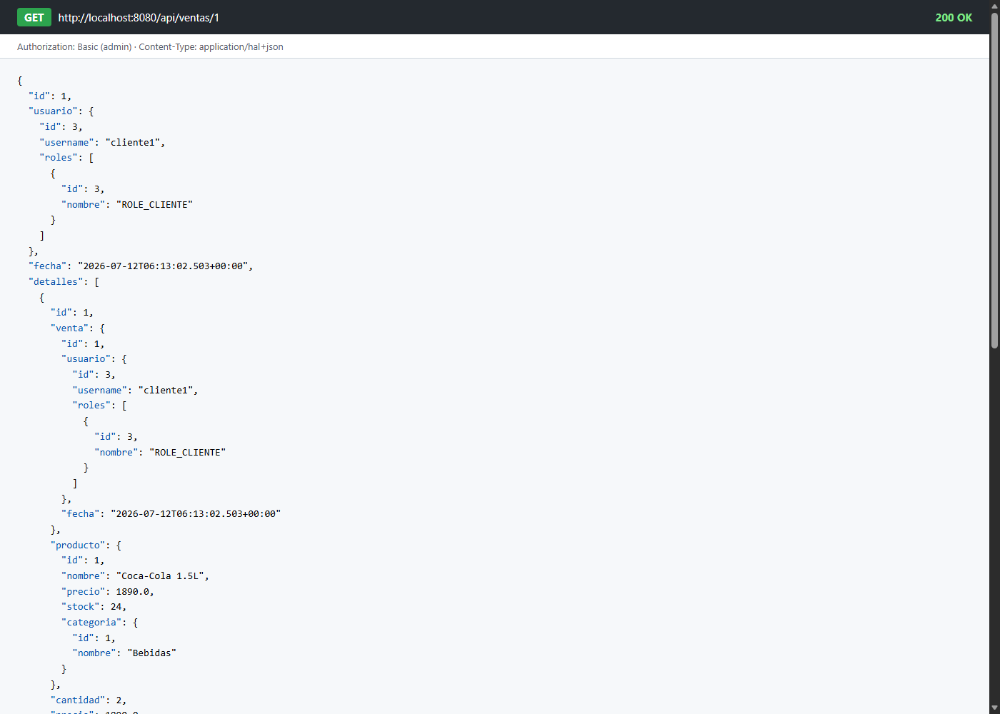 GET http://localhost:8080/api/ventas/1 200 OK
Authorization: Basic (admin) · Content-Type: application/hal+json
{
  "id": 1,
  "usuario": {
    "id": 3,
    "username": "cliente1",
    "roles": [
      {
        "id": 3,
        "nombre": "ROLE_CLIENTE"
      }
    ]
  },
  "fecha": "2026-07-12T06:13:02.503+00:00",
  "detalles": [
    {
      "id": 1,
      "venta": {
        "id": 1,
        "usuario": {
          "id": 3,
          "username": "cliente1",
          "roles": [
            {
              "id": 3,
              "nombre": "ROLE_CLIENTE"
            }
          ]
        },
        "fecha": "2026-07-12T06:13:02.503+00:00"
      },
      "producto": {
        "id": 1,
        "nombre": "Coca-Cola 1.5L",
        "precio": 1890.0,
        "stock": 24,
        "categoria": {
          "id": 1,
          "nombre": "Bebidas"
        }
      },
      "cantidad": 2,
      "precio": 1890.0